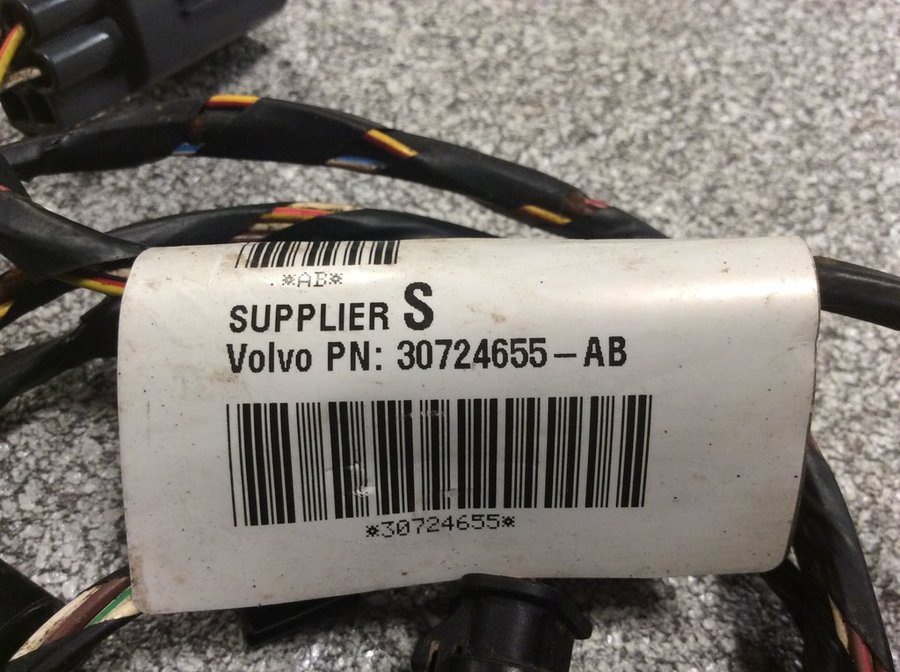 *AB*
SUPPLIER S
Volvo PN: 30724655-AB
*30724655*